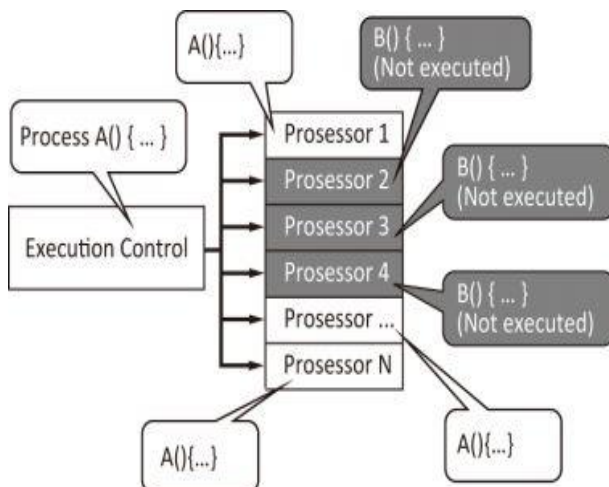 A(){...}
B() { ... }
(Not executed)
Process A() { ... }
Prosessor 1
Prosessor 2
B() { ... }
(Not executed)
Prosessor 3
Execution Control
Prosessor 4
B() { ... }
(Not executed)
Prosessor ...
Prosessor N
A(){...}
A(){...}